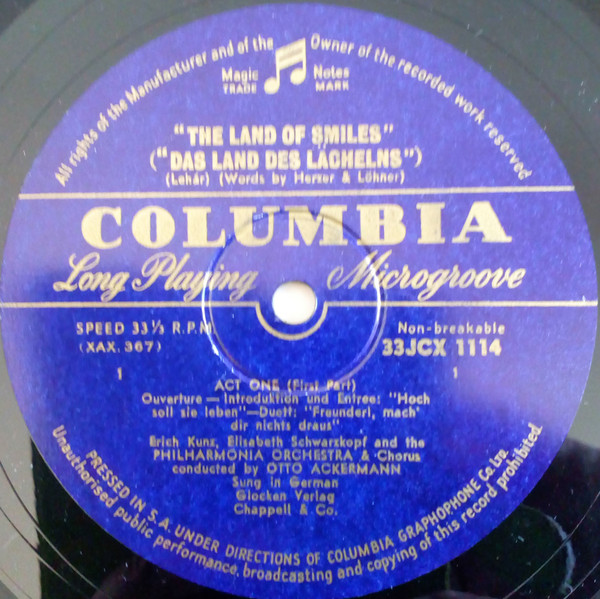 All rights of the Manufacturer and of the Owner of the recorded work reserved
Magic Notes
TRADE MARK
"THE LAND OF SMILES"
("DAS LAND DES LÄCHELNS")
(Lehár) (Words by Herzer & Löhner)
COLUMBIA
Long Playing Microgroove
SPEED 33⅓ R.P.M.
Non-breakable
(XAX. 367)
33JCX 1114
1 1
ACT ONE (First Part)
Ouverture — Introduktion und Entree: "Hoch
soll sie leben"—Duett: "Freunderl, mach'
dir nichts draus"
Erich Kunz, Elisabeth Schwarzkopf and the
PHILHARMONIA ORCHESTRA & Chorus
conducted by OTTO ACKERMANN
Sung in German
Glocken Verlag
Chappell & Co.
PRESSED IN S.A. UNDER DIRECTIONS OF COLUMBIA GRAPHOPHONE Co. Ltd.
Unauthorised public performance, broadcasting and copying of this record prohibited.